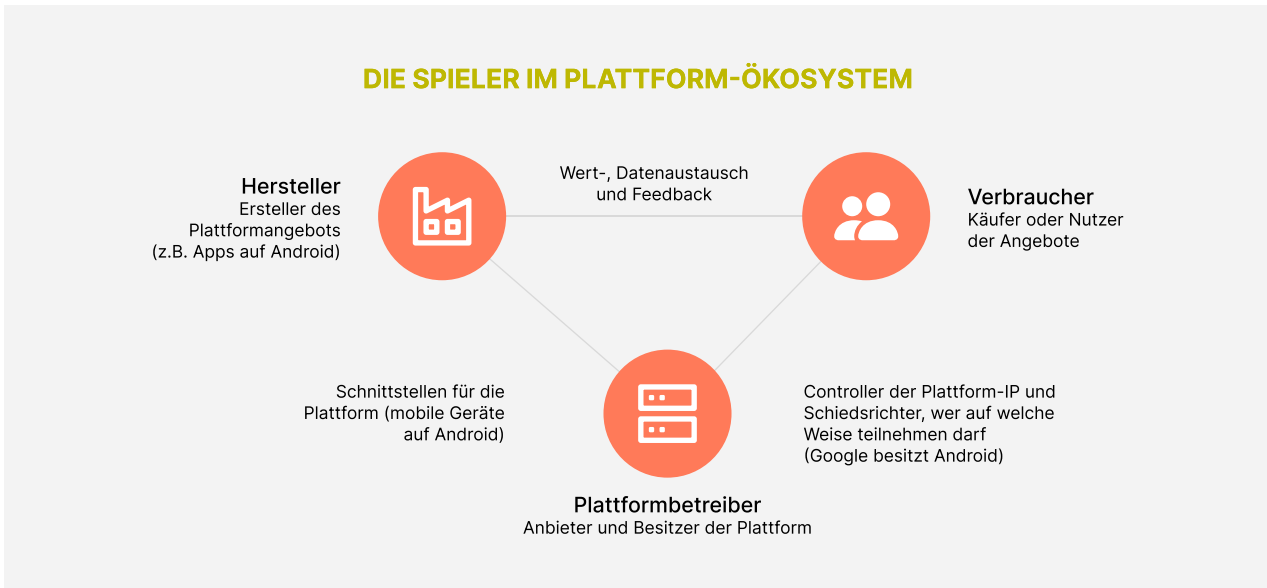 DIE SPIELER IM PLATTFORM-ÖKOSYSTEM
Hersteller
Ersteller des
Plattformangebots
(z.B. Apps auf Android)
Wert-, Datenaustausch
und Feedback
Verbraucher
Käufer oder Nutzer
der Angebote
Schnittstellen für die
Plattform (mobile Geräte
auf Android)
Controller der Plattform-IP und
Schiedsrichter, wer auf welche
Weise teilnehmen darf
(Google besitzt Android)
Plattformbetreiber
Anbieter und Besitzer der Plattform